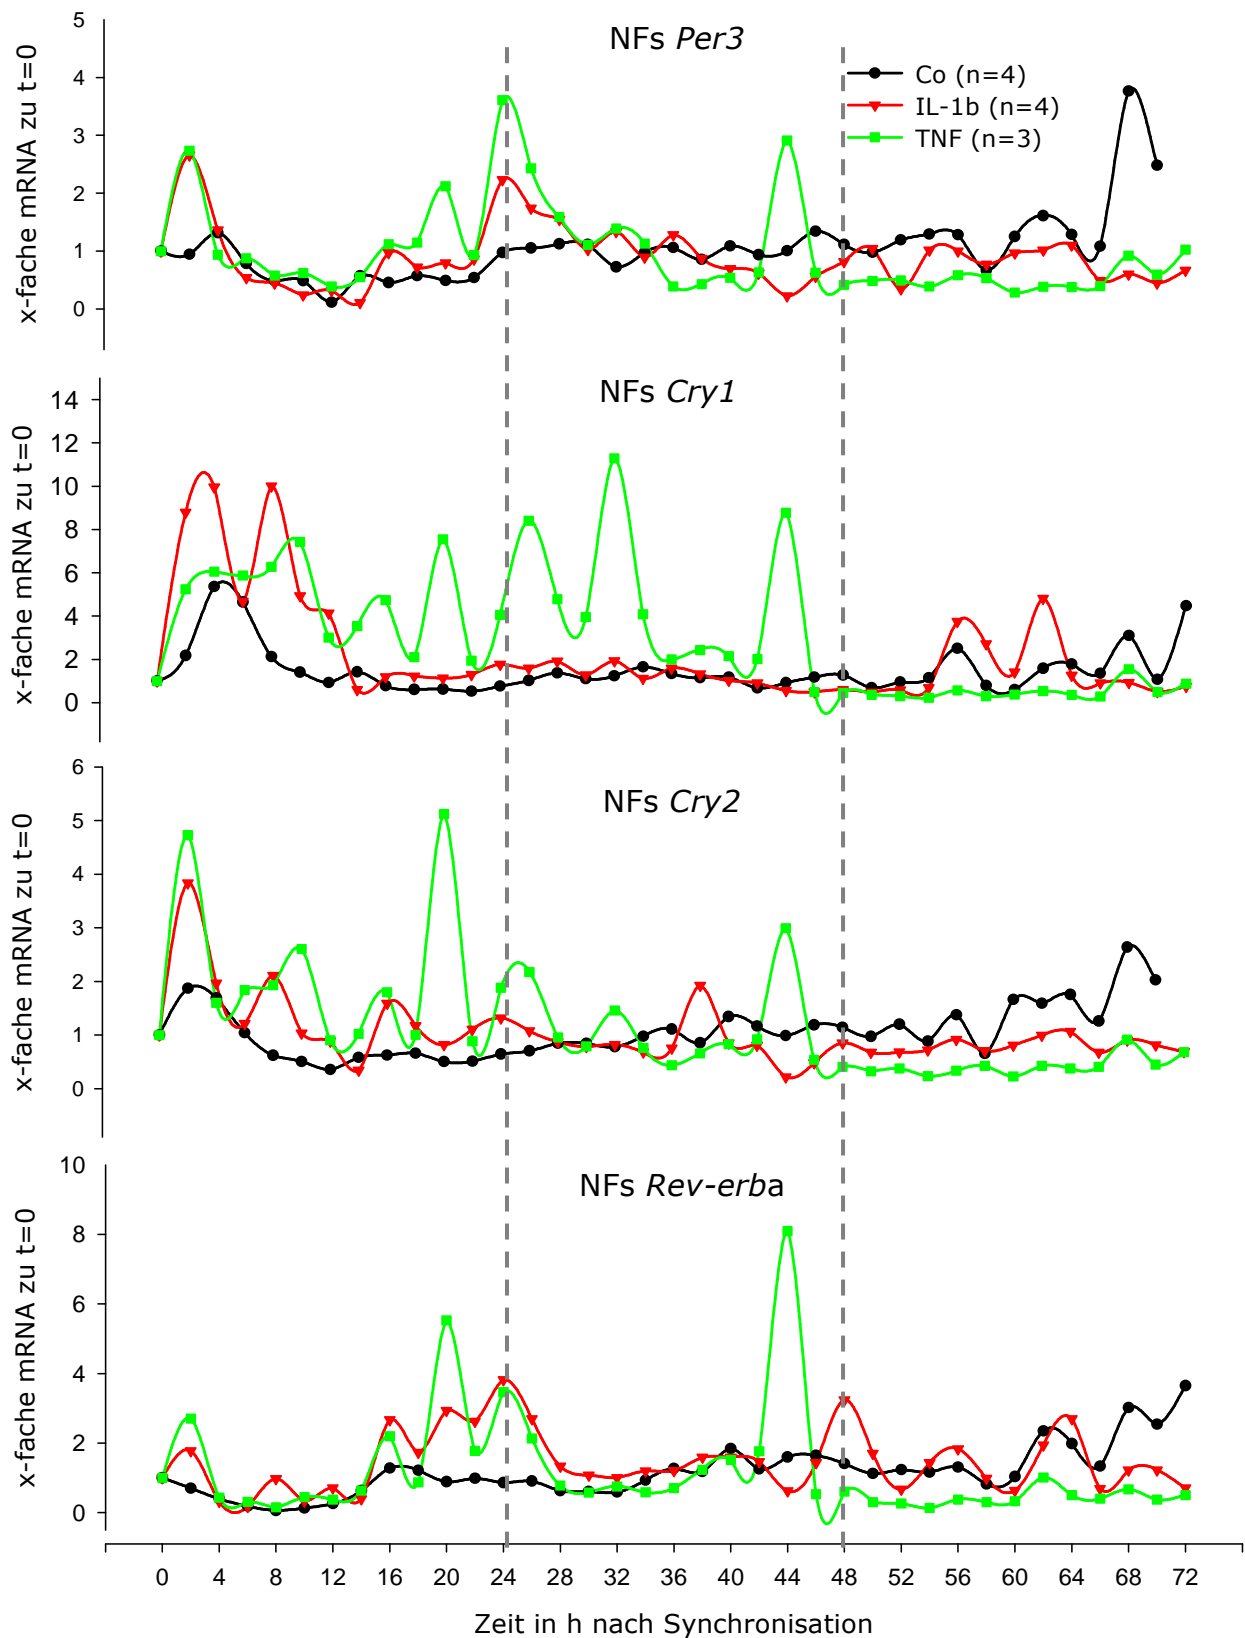 NFs Per3
Co (n=4)
IL-1b (n=4)
TNF (n=3)
x-fache mRNA zu t=0
5
4
3
2
1
0
NFs Cry1
x-fache mRNA zu t=0
14
12
10
8
6
4
2
0
NFs Cry2
x-fache mRNA zu t=0
6
5
4
3
2
1
0
NFs Rev-erba
x-fache mRNA zu t=0
10
8
6
4
2
0
0 4 8 12 16 20 24 28 32 36 40 44 48 52 56 60 64 68 72
Zeit in h nach Synchronisation